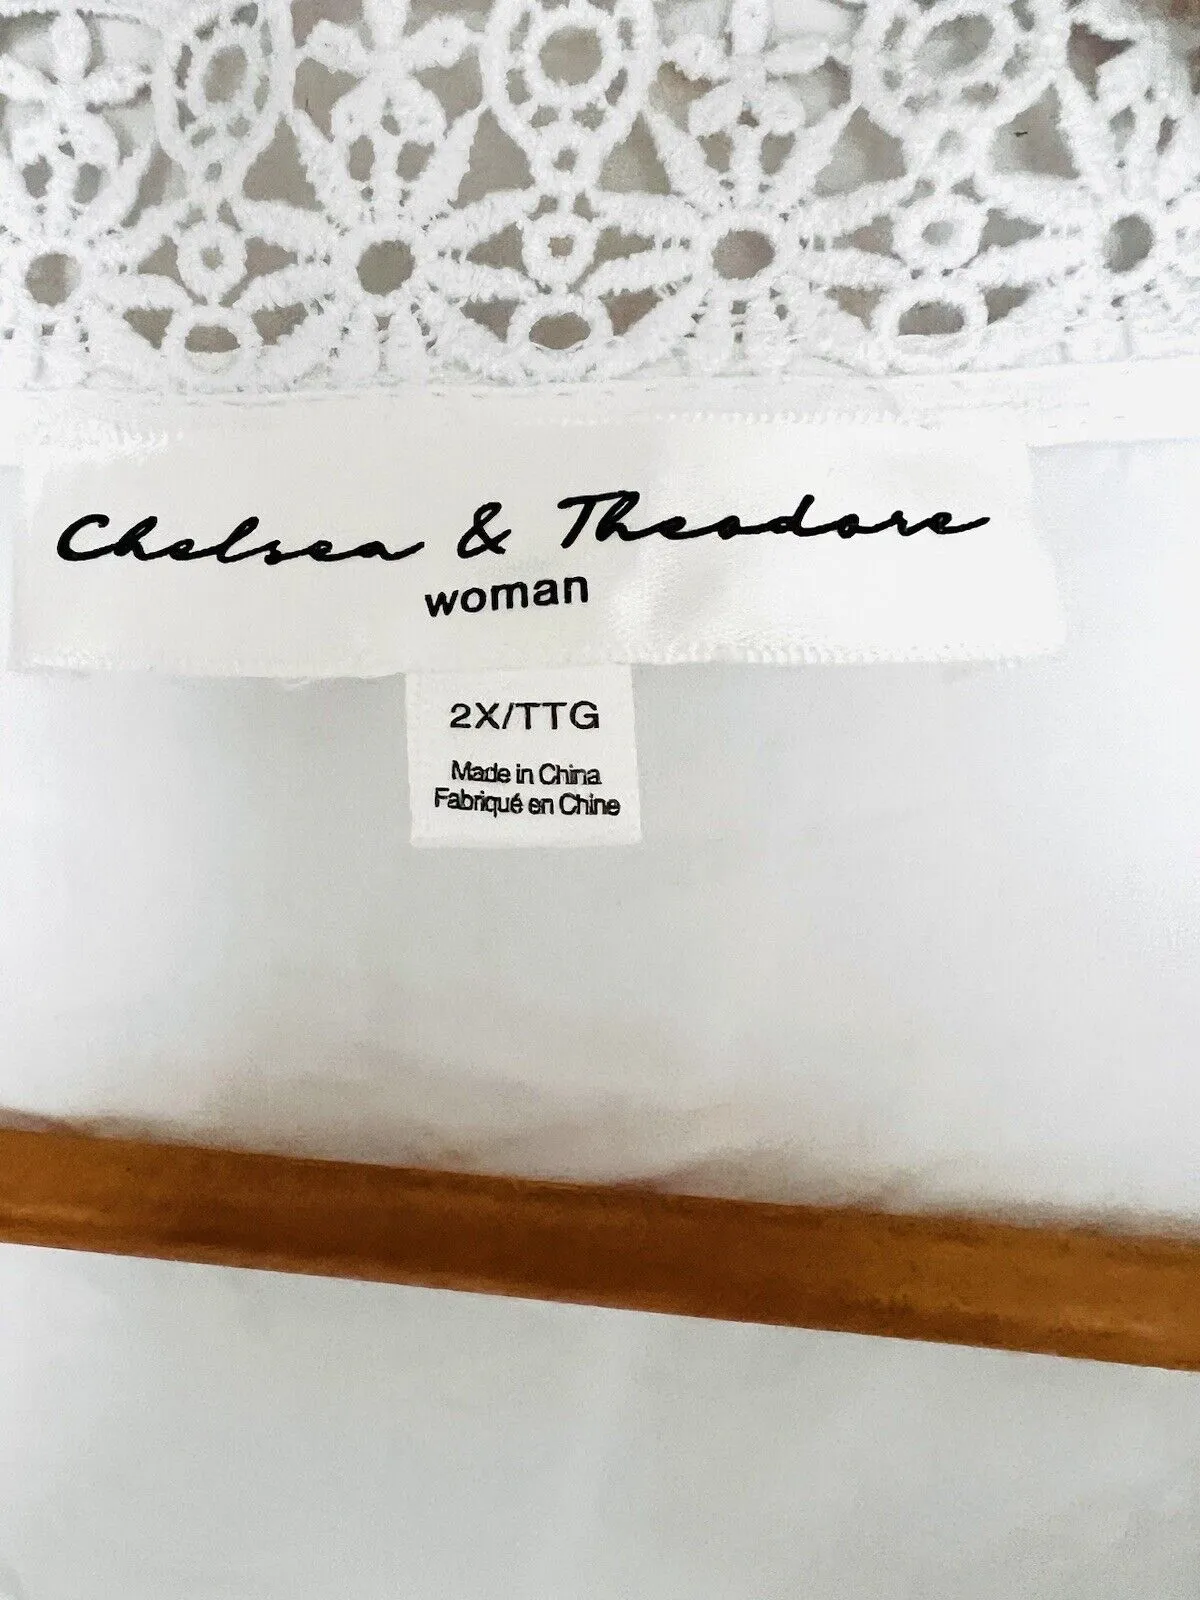 Chelsea & Theodore
woman
2X/TTG
Made in China
Fabriqué en Chine